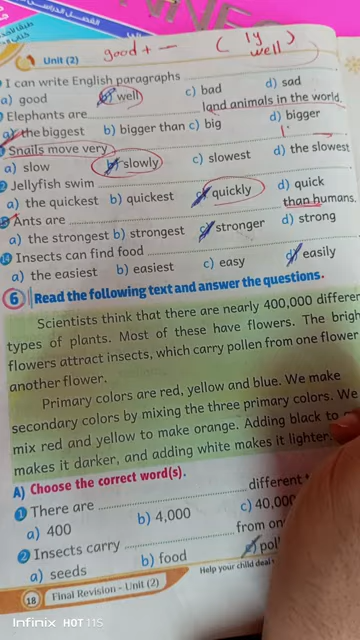 Unit (2)
good + — ( ly )
well
I can write English paragraphs
a) good b) well c) bad d) sad
Elephants are land animals in the world.
a) the biggest b) bigger than c) big d) bigger
Snails move very
a) slow b) slowly c) slowest d) the slowest
Jellyfish swim
a) the quickest b) quickest c) quickly d) quick
Ants are than humans.
a) the strongest b) strongest c) stronger d) strong
14 Insects can find food
a) the easiest b) easiest c) easy d) easily
6 Read the following text and answer the questions.
Scientists think that there are nearly 400,000 differen
types of plants. Most of these have flowers. The brigh
flowers attract insects, which carry pollen from one flower
another flower.
Primary colors are red, yellow and blue. We make
secondary colors by mixing the three primary colors. We
mix red and yellow to make orange. Adding black to
makes it darker, and adding white makes it lighter.
A) Choose the correct word(s).
1 There are different
a) 400 b) 4,000 c) 40,000
2 Insects carry from on
a) seeds b) food c) pol
18 Final Revision - Unit (2) Help your child deal
Infinix HOT 11S